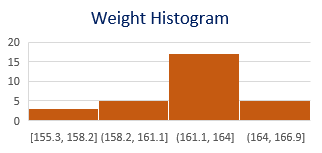 Weight Histogram
20
15
10
5
0
[155.3, 158.2] (158.2, 161.1] (161.1, 164] (164, 166.9]